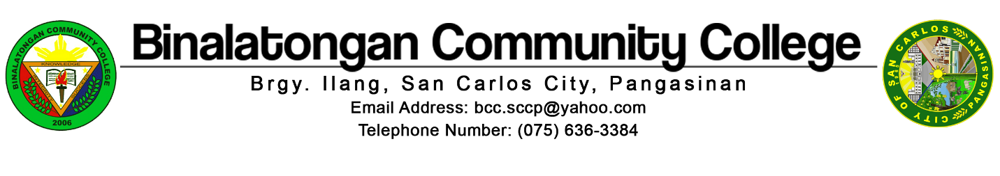 Binalatongan Community College
Brgy. Ilang, San Carlos City, Pangasinan
Email Address: bcc.sccp@yahoo.com
Telephone Number: (075) 636-3384
BINALATONGAN COMMUNITY COLLEGE
KNOWLEDGE
2006
CITY OF SAN CARLOS PANGASINAN